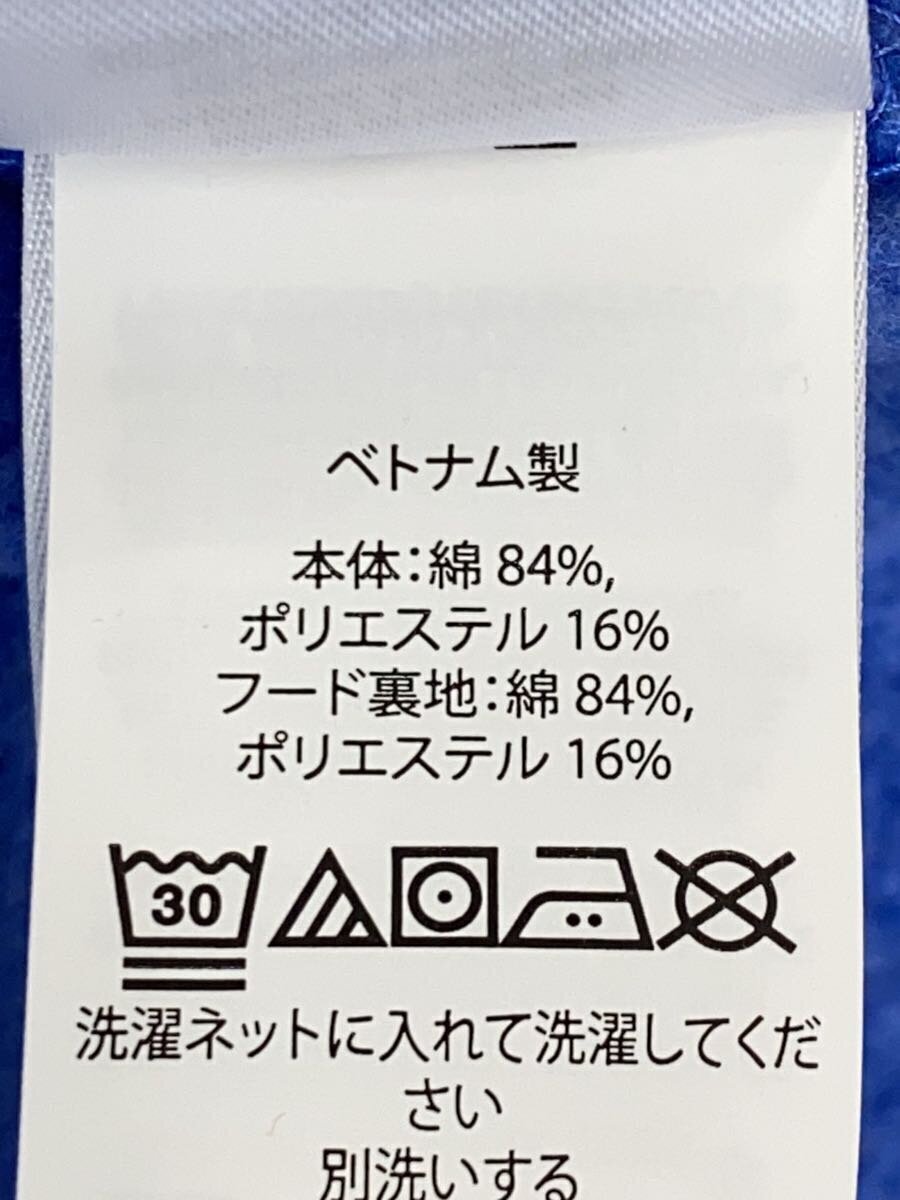 ベトナム製
本体：綿 84%,
ポリエステル 16%
フード裏地：綿 84%,
ポリエステル 16%
30
洗濯ネットに入れて洗濯してくだ
さい
別洗いする